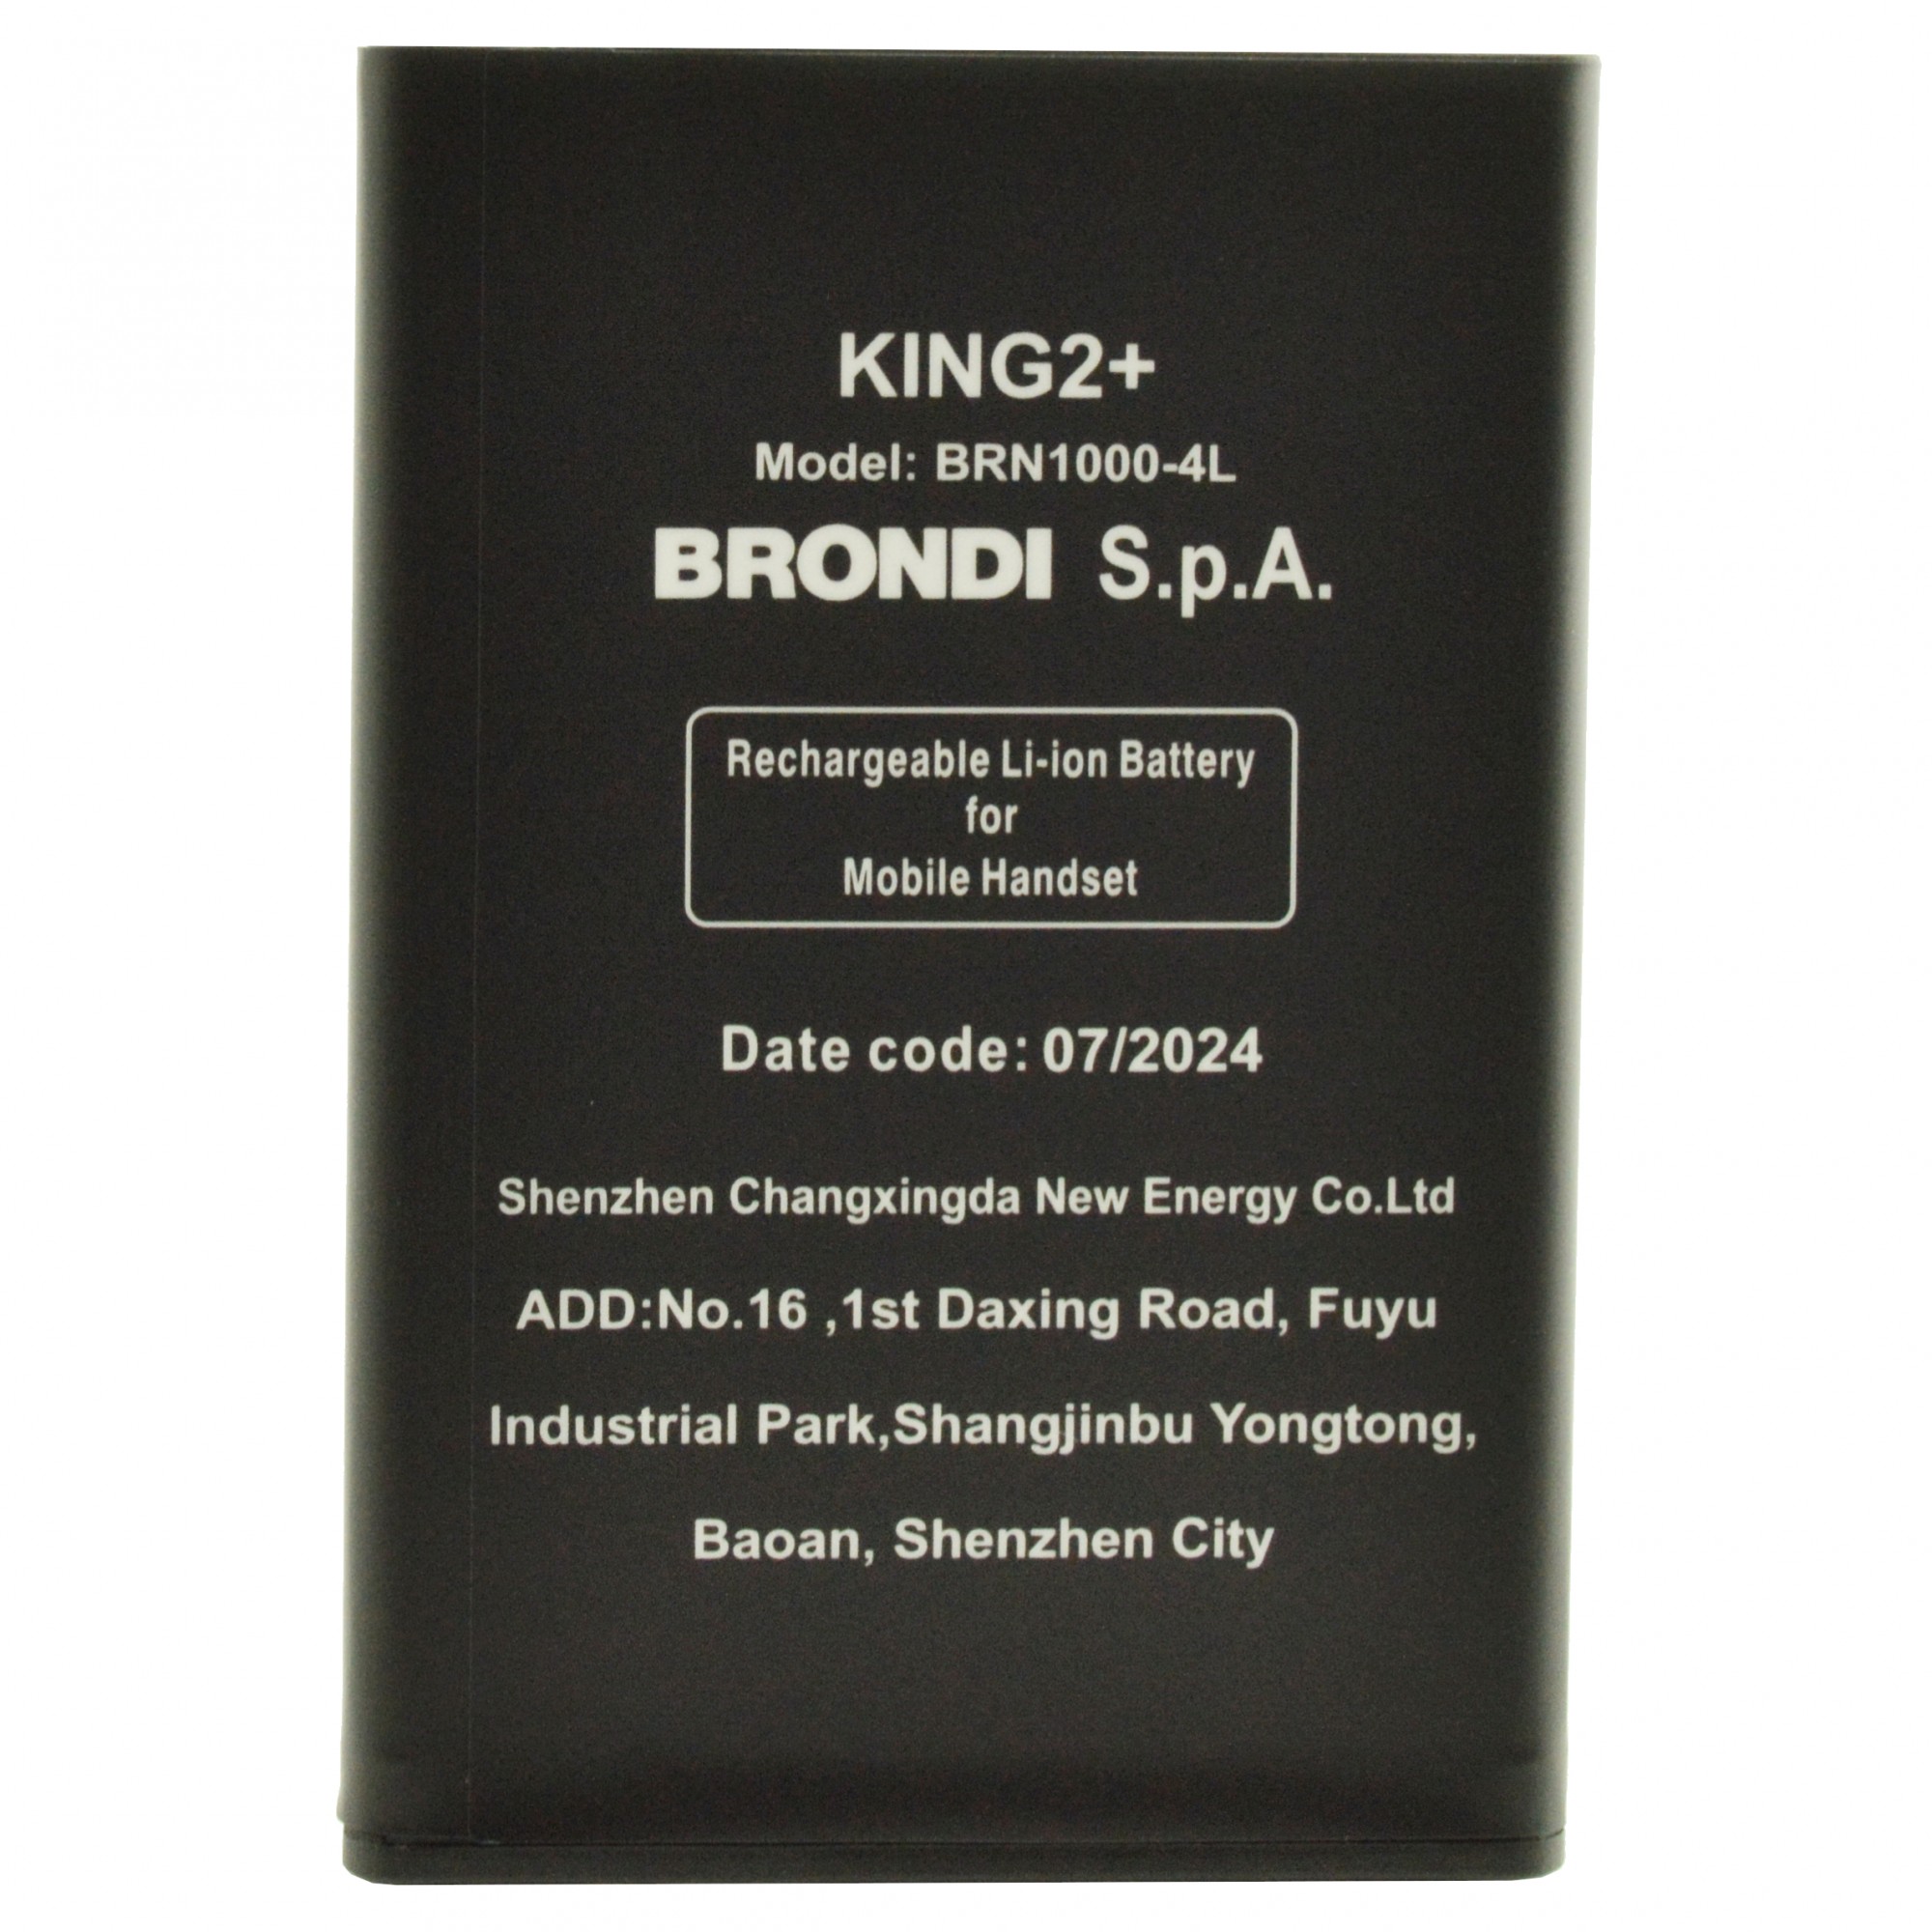 KING2+
Model: BRN1000-4L
BRONDI S.p.A.
Rechargeable Li-ion Battery
for
Mobile Handset
Date code: 07/2024
Shenzhen Changxingda New Energy Co.Ltd
ADD:No.16 ,1st Daxing Road, Fuyu
Industrial Park,Shangjinbu Yongtong,
Baoan, Shenzhen City